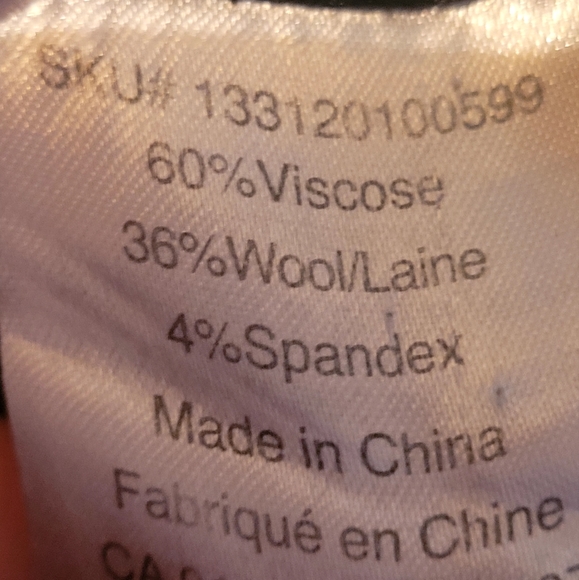 SKU# 133120100599
60%Viscose
36%Wool/Laine
4%Spandex
Made in China
Fabriqué en Chine